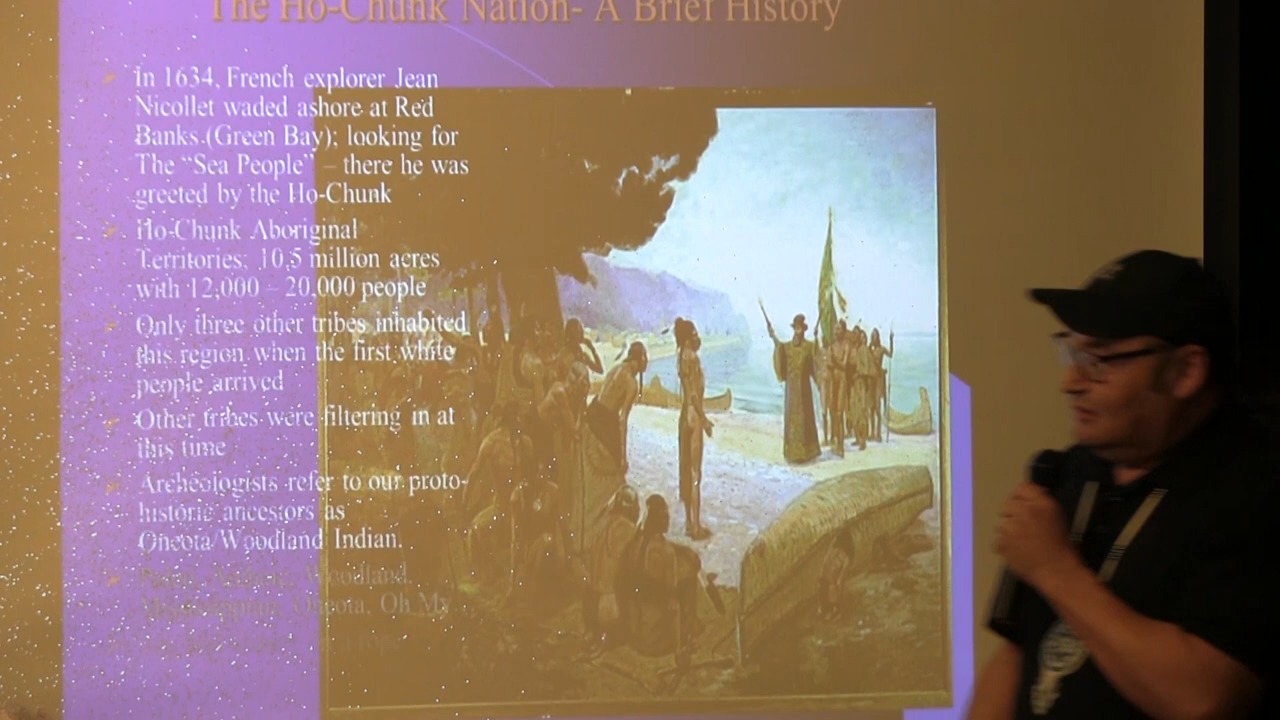 The Ho-Chunk Nation- A Brief History
In 1634, French explorer Jean
Nicollet waded ashore at Red
Banks (Green Bay); looking for
The “Sea People” – there he was
greeted by the Ho-Chunk
Ho-Chunk Aboriginal
Territories: 10.5 million acres
with 12,000 – 20,000 people
Only three other tribes inhabited
this region when the first white
people arrived
Other tribes were filtering in at
this time
Archeologists refer to our proto-
historic ancestors as
Oneota/Woodland Indian.
Woodland,
Oneota, Oh My